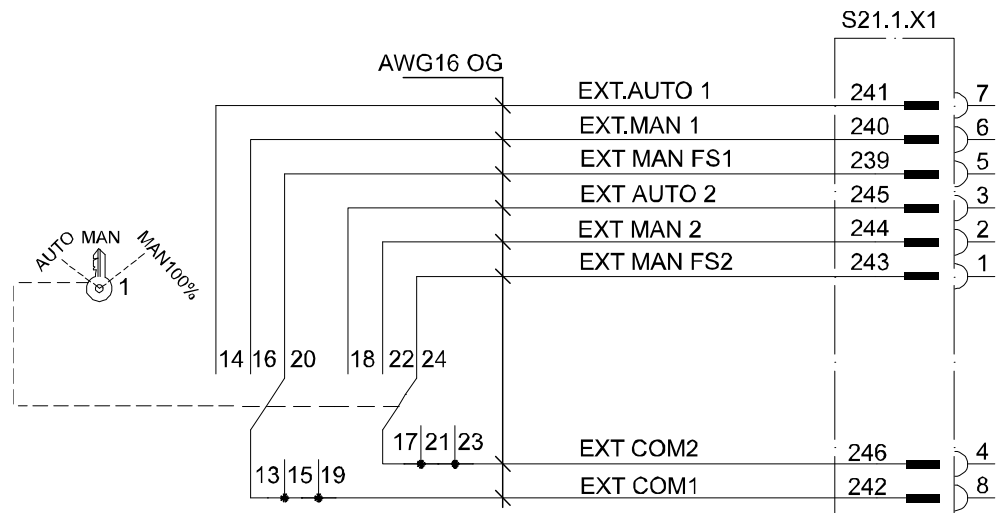 S21.1.X1
AWG16 OG
EXT.AUTO 1 241 7
EXT.MAN 1 240 6
EXT MAN FS1 239 5
EXT AUTO 2 245 3
EXT MAN 2 244 2
EXT MAN FS2 243 1
AUTO MAN MAN100%
1
14 16 20 18 22 24
17 21 23
EXT COM2 246 4
13 15 19
EXT COM1 242 8